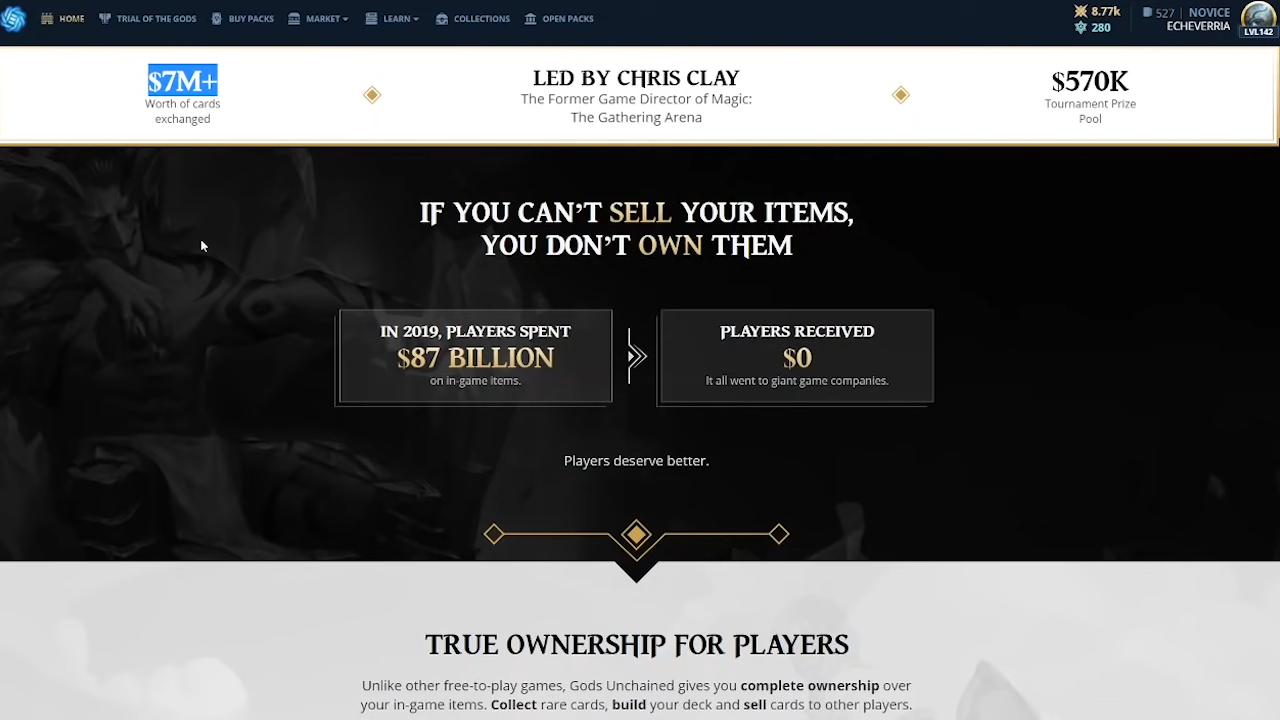 HOME TRIAL OF THE GODS BUY PACKS MARKET LEARN COLLECTIONS OPEN PACKS
8.77k
280
527 | NOVICE
ECHEVERRIA
LVL142
$7M+
Worth of cards
exchanged
LED BY CHRIS CLAY
The Former Game Director of Magic:
The Gathering Arena
$570K
Tournament Prize
Pool
IF YOU CAN'T SELL YOUR ITEMS,
YOU DON'T OWN THEM
IN 2019, PLAYERS SPENT
$87 BILLION
on in-game items.
PLAYERS RECEIVED
$0
It all went to giant game companies.
Players deserve better.
TRUE OWNERSHIP FOR PLAYERS
Unlike other free-to-play games, Gods Unchained gives you complete ownership over
your in-game items. Collect rare cards, build your deck and sell cards to other players.